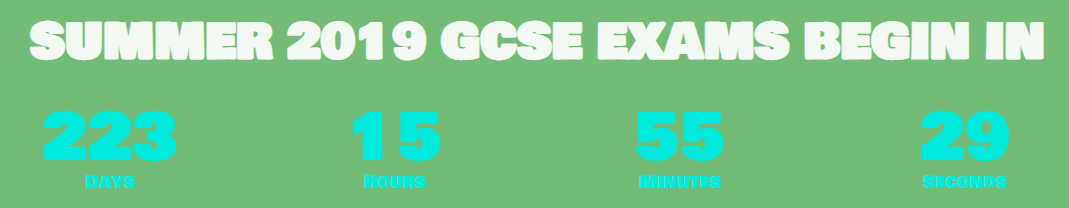 SUMMER 2019 GCSE EXAMS BEGIN IN
223 15 55 29
DAYS HOURS MINUTES SECONDS